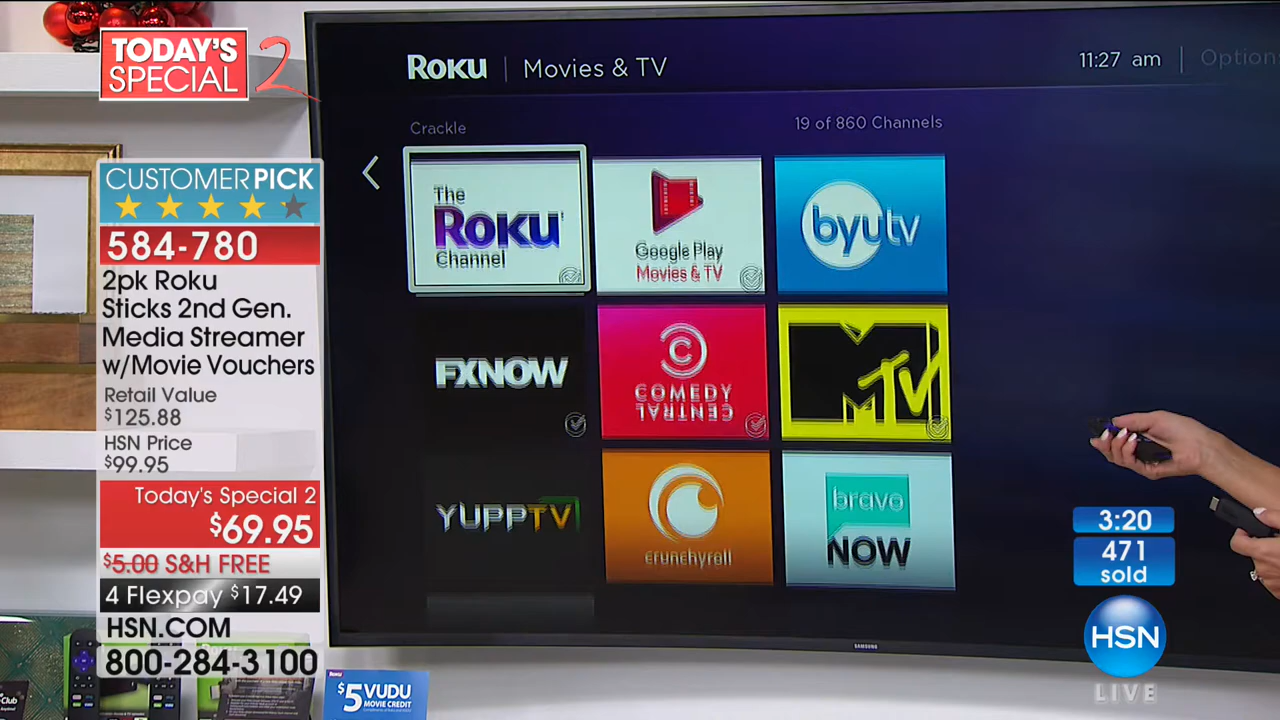 TODAY'S
SPECIAL 2
CUSTOMER PICK
584-780
2pk Roku
Sticks 2nd Gen.
Media Streamer
w/Movie Vouchers
Retail Value
$125.88
HSN Price
$99.95
Today's Special 2
$69.95
$5.00 S&H FREE
4 Flexpay $17.49
HSN.COM
800-284-3100
Roku | Movies & TV
11:27 am | Option
Crackle
19 of 860 Channels
The
Roku
Channel
Google Play
Movies & TV
byutv
FXNOW
COMEDY
CENTRAL
MTV
YUPPTV
crunchyroll
bravo
NOW
SAMSUNG
3:20
471
sold
HSN
LIVE
Roku
$5 VUDU
MOVIE CREDIT